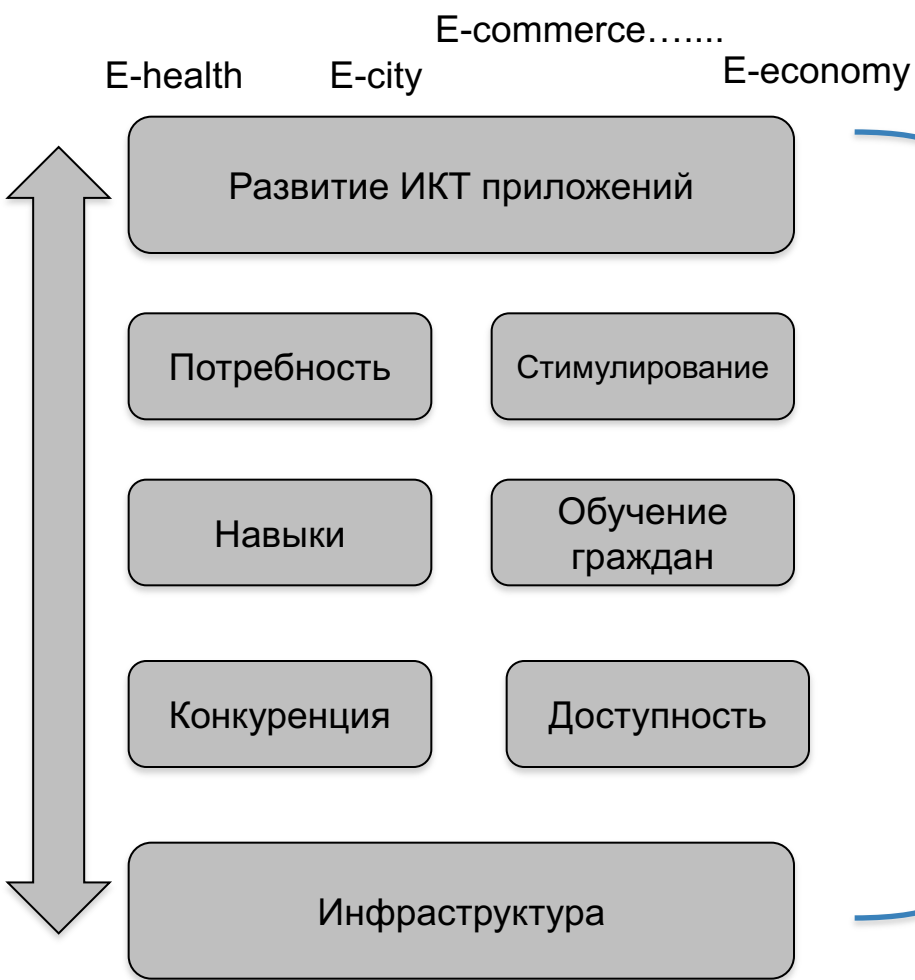 E-commerce…....
E-health E-city E-economy
Развитие ИКТ приложений
Потребность Стимулирование
Навыки Обучение
граждан
Конкуренция Доступность
Инфраструктура